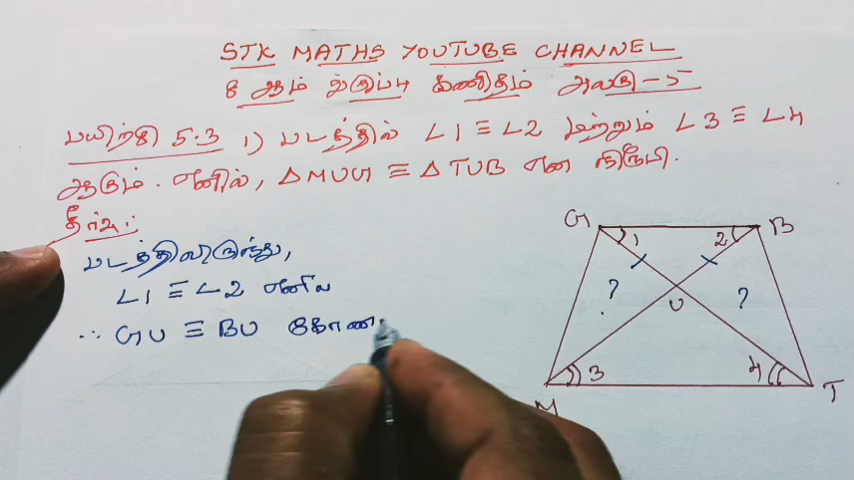 STK MATHS YOUTUBE CHANNEL
8 ஆம் வகுப்பு கணிதம் அலகு-5
பயிற்சி 5.3 1) படத்தில் ∠1 ≡ ∠2 மற்றும் ∠3 ≡ ∠4
ஆகும். எனில், ΔMUG ≡ ΔTUB என நிரூபி.
தீர்வு:
படத்திலிருந்து,
∠1 ≡ ∠2 எனில்
∴ GU ≡ BU கோண
G 1 2 B
? U ?
3 4
M T